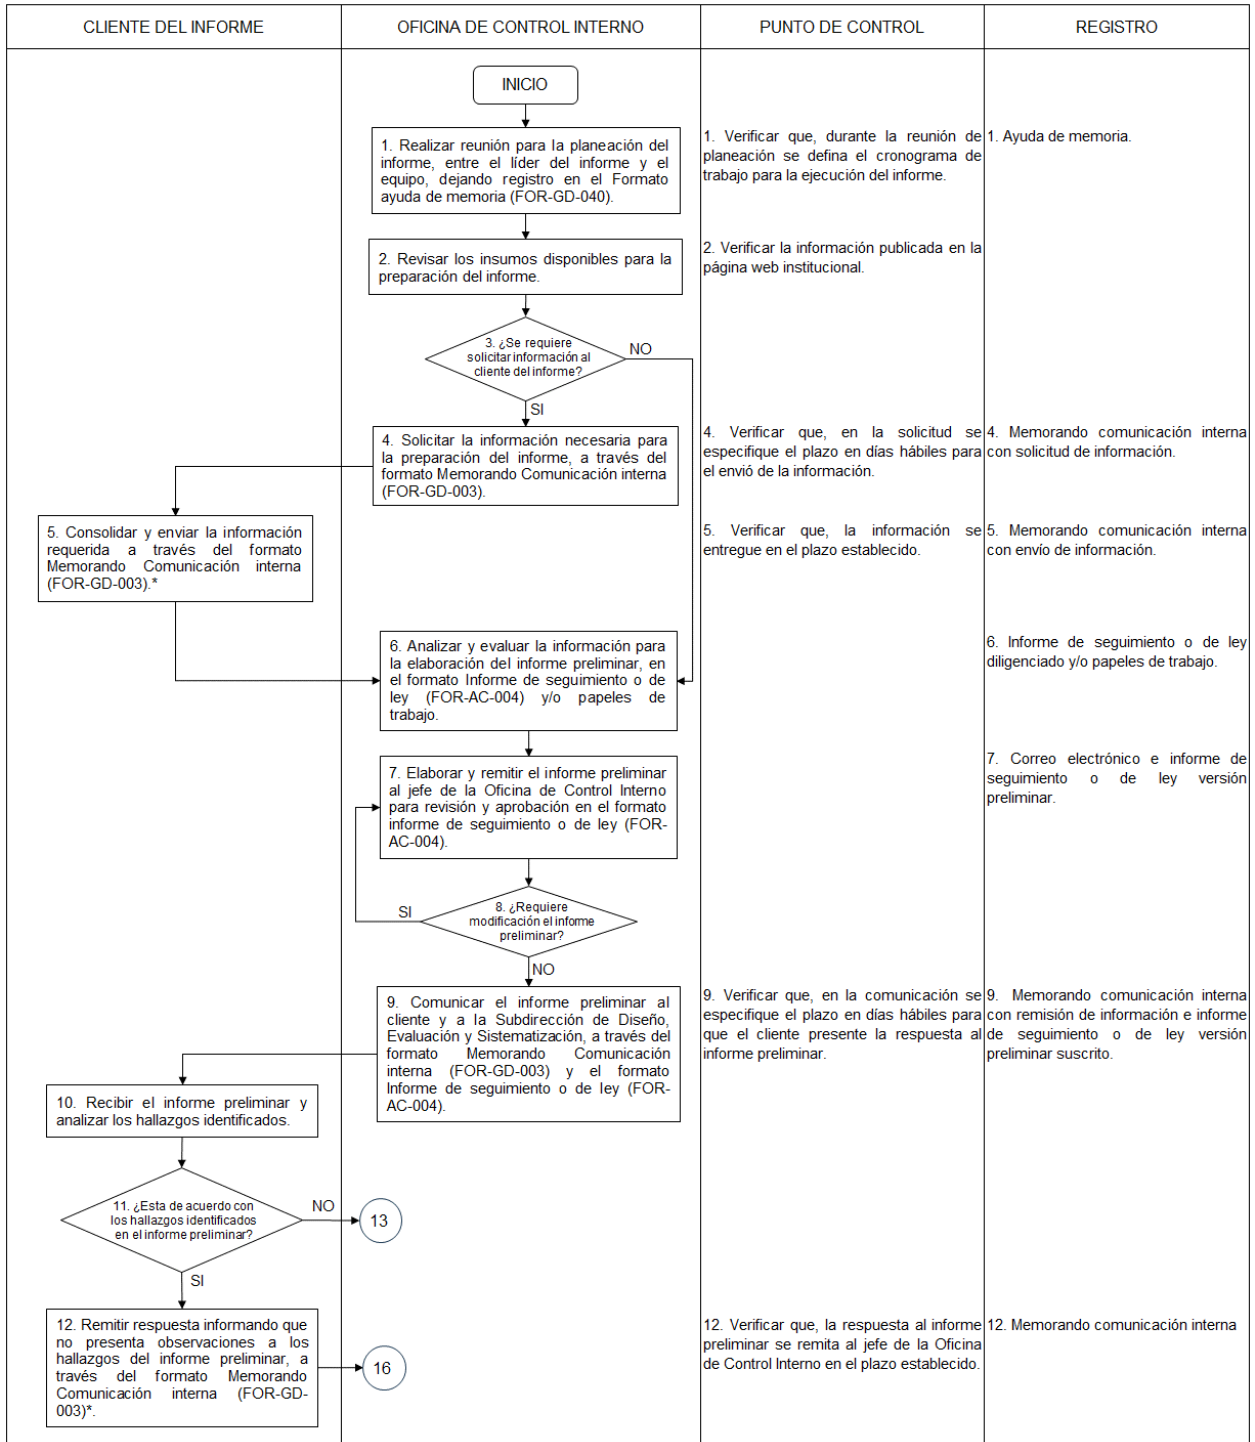 CLIENTE DEL INFORME
OFICINA DE CONTROL INTERNO
PUNTO DE CONTROL
REGISTRO
INICIO
1. Realizar reunión para la planeación del
informe, entre el líder del informe y el
equipo, dejando registro en el Formato
ayuda de memoria (FOR-GD-040).
1. Verificar que, durante la reunión de
planeación se defina el cronograma de
trabajo para la ejecución del informe.
1. Ayuda de memoria.
2. Revisar los insumos disponibles para la
preparación del informe.
2. Verificar la información publicada en la
página web institucional.
3. ¿Se requiere
solicitar información al
cliente del informe?
NO
SI
4. Solicitar la información necesaria para
la preparación del informe, a través del
formato Memorando Comunicación interna
(FOR-GD-003).
4. Verificar que, en la solicitud se
especifique el plazo en días hábiles para
el envió de la información.
4. Memorando comunicación interna
con solicitud de información.
5. Consolidar y enviar la información
requerida a través del formato
Memorando Comunicación interna
(FOR-GD-003).*
5. Verificar que, la información se
entregue en el plazo establecido.
5. Memorando comunicación interna
con envío de información.
6. Analizar y evaluar la información para
la elaboración del informe preliminar, en
el formato Informe de seguimiento o de
ley (FOR-AC-004) y/o papeles de
trabajo.
6. Informe de seguimiento o de ley
diligenciado y/o papeles de trabajo.
7. Elaborar y remitir el informe preliminar
al jefe de la Oficina de Control Interno
para revisión y aprobación en el formato
informe de seguimiento o de ley (FOR-
AC-004).
7. Correo electrónico e informe de
seguimiento o de ley versión
preliminar.
8. ¿Requiere
modificación el informe
preliminar?
SI
NO
9. Comunicar el informe preliminar al
cliente y a la Subdirección de Diseño,
Evaluación y Sistematización, a través del
formato Memorando Comunicación
interna (FOR-GD-003) y el formato
Informe de seguimiento o de ley (FOR-
AC-004).
9. Verificar que, en la comunicación se
especifique el plazo en días hábiles para
que el cliente presente la respuesta al
informe preliminar.
9. Memorando comunicación interna
con remisión de información e informe
de seguimiento o de ley versión
preliminar suscrito.
10. Recibir el informe preliminar y
analizar los hallazgos identificados.
11. ¿Esta de acuerdo con
los hallazgos identificados
en el informe preliminar?
NO
13
SI
12. Remitir respuesta informando que
no presenta observaciones a los
hallazgos del informe preliminar, a
través del formato Memorando
Comunicación interna (FOR-GD-
003)*.
16
12. Verificar que, la respuesta al informe
preliminar se remita al jefe de la Oficina
de Control Interno en el plazo establecido.
12. Memorando comunicación interna